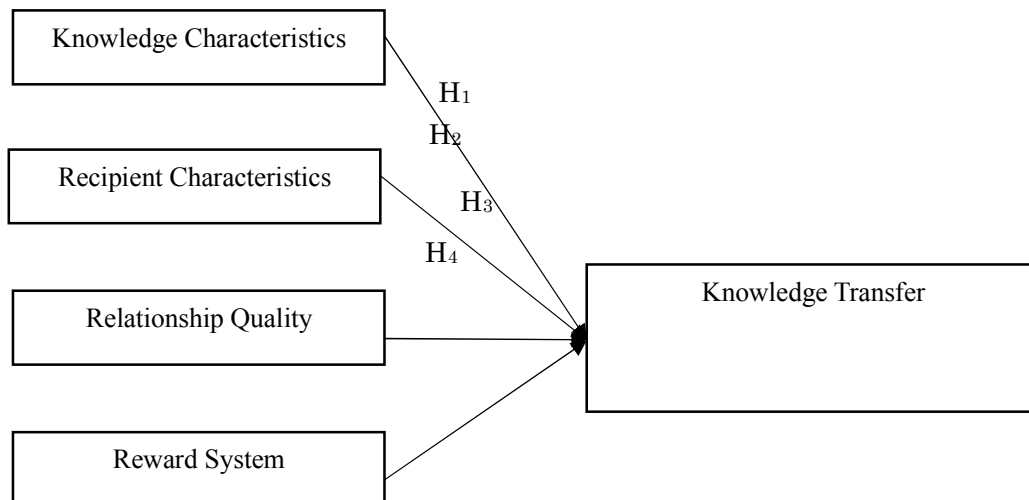 Knowledge Characteristics
H₁
H₂
Recipient Characteristics
H₃
H₄
Knowledge Transfer
Relationship Quality
Reward System